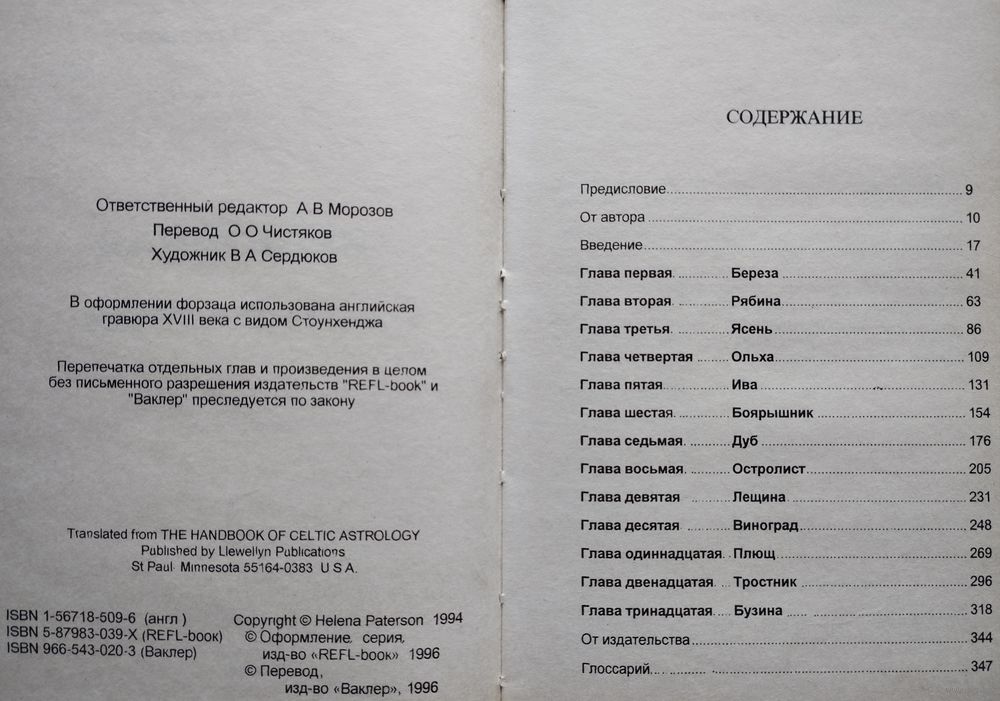 Ответственный редактор А В Морозов
Перевод О О Чистяков
Художник В А Сердюков
В оформлении форзаца использована английская
гравюра XVIII века с видом Стоунхенджа
Перепечатка отдельных глав и произведения в целом
без письменного разрешения издательств "REFL-book" и
"Ваклер" преследуется по закону
Translated from THE HANDBOOK OF CELTIC ASTROLOGY
Published by Llewellyn Publications
St Paul Minnesota 55164-0383 U S A.
ISBN 1-56718-509-6 (англ )
ISBN 5-87983-039-X (REFL-book)
ISBN 966-543-020-3 (Ваклер)
Copyright © Helena Paterson 1994
© Оформление, серия,
изд-во «REFL-book» 1996
© Перевод,
изд-во «Ваклер», 1996
СОДЕРЖАНИЕ
Предисловие 9
От автора 10
Введение 17
Глава первая Береза 41
Глава вторая Рябина 63
Глава третья Ясень 86
Глава четвертая Ольха 109
Глава пятая Ива 131
Глава шестая Боярышник 154
Глава седьмая Дуб 176
Глава восьмая Остролист 205
Глава девятая Лещина 231
Глава десятая Виноград 248
Глава одиннадцатая Плющ 269
Глава двенадцатая Тростник 296
Глава тринадцатая Бузина 318
От издательства 344
Глоссарий 347